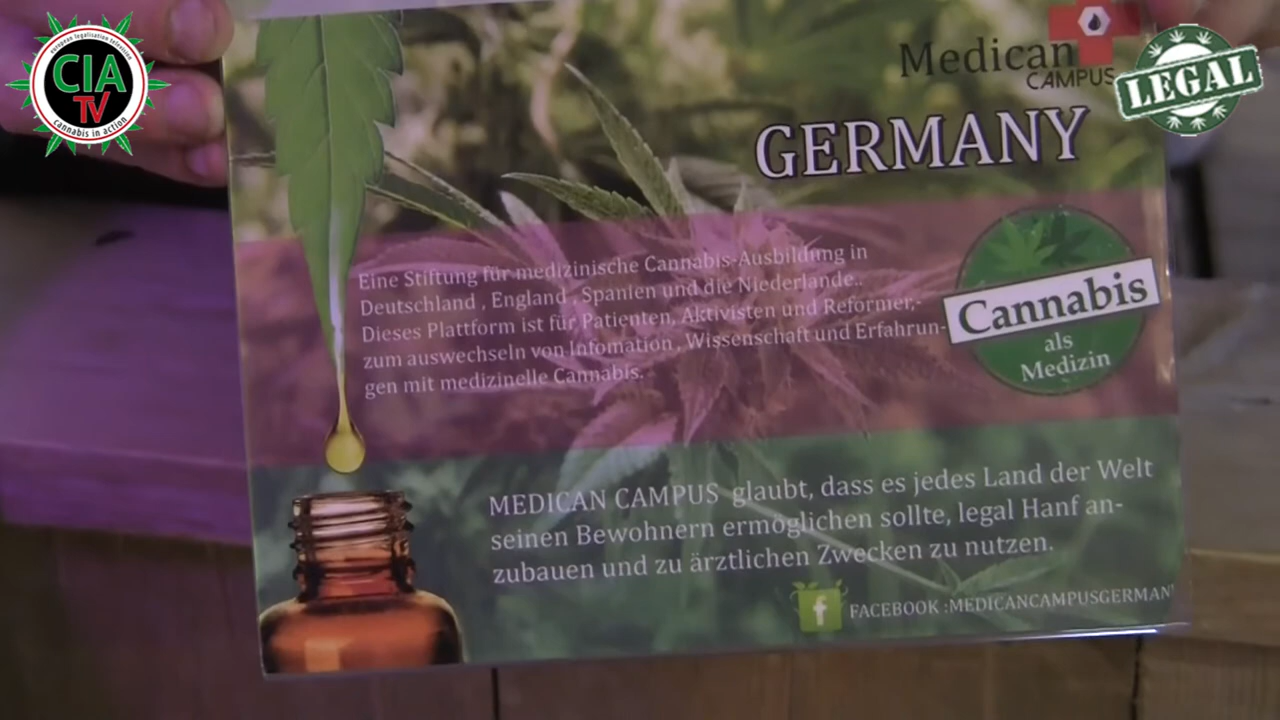 european legalisation television
CIA
TV
cannabis in action
Medican
CAMPUS
LEGAL
GERMANY
Eine Stiftung für medizinische Cannabis-Ausbildung in
Deutschland , England , Spanien und die Niederlande..
Dieses Plattform ist für Patienten, Aktivisten und Reformer,-
zum auswechseln von Infomation , Wissenschaft und Erfahrun-
gen mit medizinelle Cannabis.
Cannabis
als
Medizin
MEDICAN CAMPUS glaubt, dass es jedes Land der Welt
seinen Bewohnern ermöglichen sollte, legal Hanf an-
zubauen und zu ärztlichen Zwecken zu nutzen.
f
FACEBOOK :MEDICANCAMPUSGERMAN